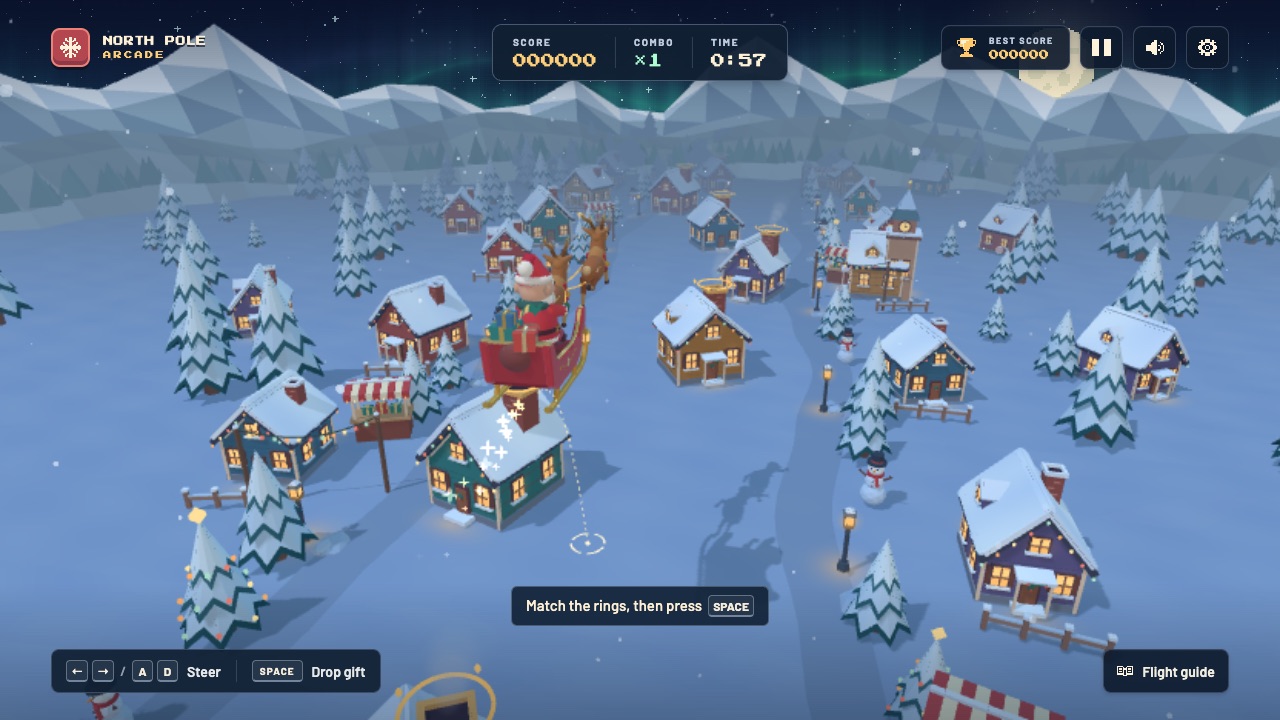 NORTH POLE
ARCADE
SCORE
000000
COMBO
×1
TIME
0:57
BEST SCORE
000000
Match the rings, then press SPACE
← → / A D Steer
SPACE Drop gift
Flight guide